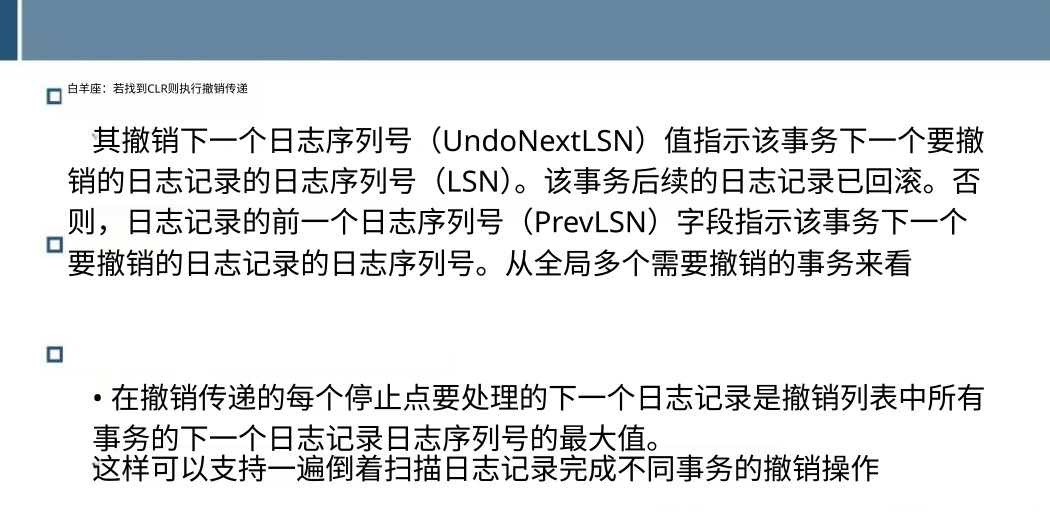 白羊座：若找到CLR则执行撤销传递
其撤销下一个日志序列号（UndoNextLSN）值指示该事务下一个要撤
销的日志记录的日志序列号（LSN）。该事务后续的日志记录已回滚。否
则，日志记录的前一个日志序列号（PrevLSN）字段指示该事务下一个
要撤销的日志记录的日志序列号。从全局多个需要撤销的事务来看
• 在撤销传递的每个停止点要处理的下一个日志记录是撤销列表中所有
事务的下一个日志记录日志序列号的最大值。
这样可以支持一遍倒着扫描日志记录完成不同事务的撤销操作